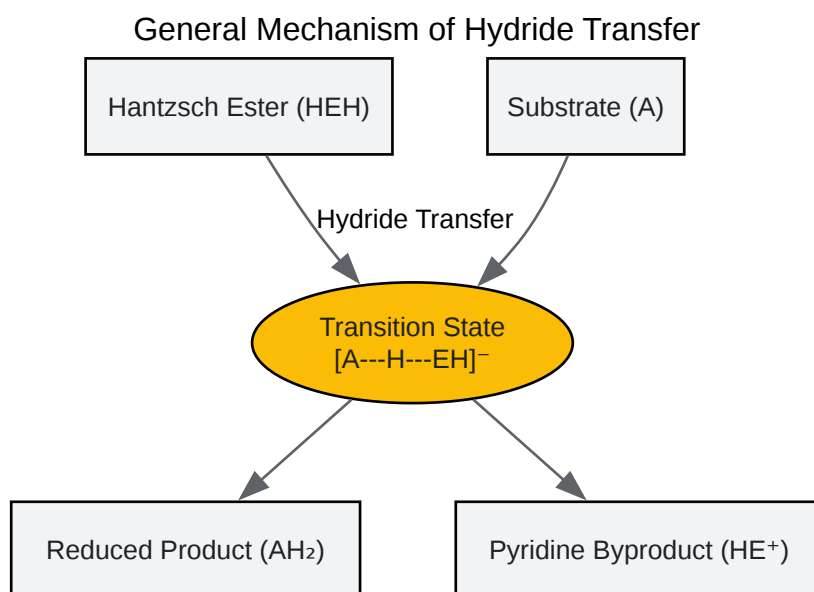 General Mechanism of Hydride Transfer
Hantzsch Ester (HEH)
Substrate (A)
Hydride Transfer
Transition State
[A---H---EH]⁻
Reduced Product (AH₂)
Pyridine Byproduct (HE⁺)